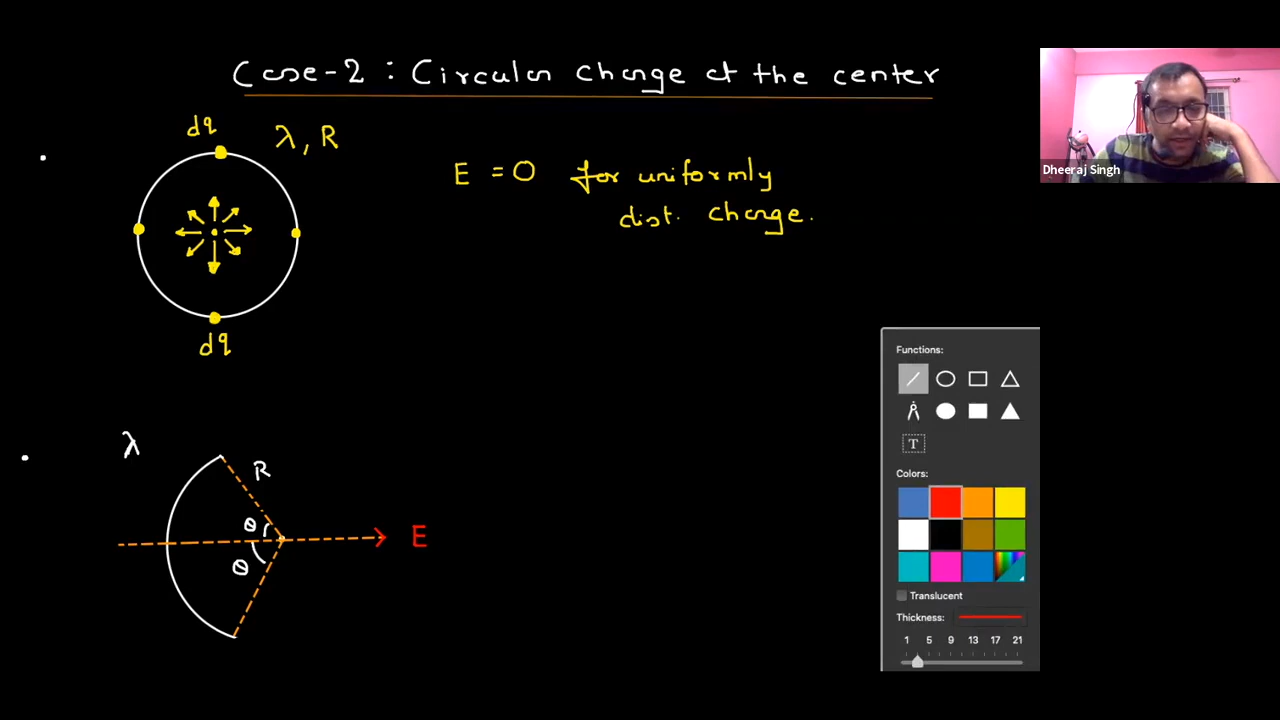 Case-2 : Circular charge at the center
dq
λ, R
E = 0 for uniformly
dist. charge.
dq
λ
R
θ
θ
E
Dheeraj Singh
Functions:
T
Colors:
Translucent
Thickness:
1 5 9 13 17 21